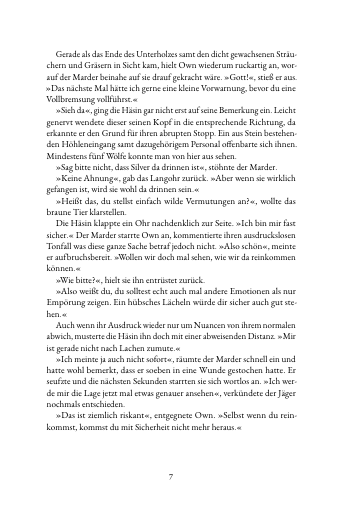 Gerade als das Ende des Unterholzes samt den dicht gewachsenen Sträu-
chern und Gräsern in Sicht kam, hielt Own wiederum ruckartig an, wor-
auf der Marder beinahe auf sie drauf gekracht wäre. »Gott!«, stieß er aus.
»Das nächste Mal hätte ich gerne eine kleine Vorwarnung, bevor du eine
Vollbremsung vollführst.«
»Sieh da«, ging die Häsin gar nicht erst auf seine Bemerkung ein. Leicht
genervt wendete dieser seinen Kopf in die entsprechende Richtung, da
erkannte er den Grund für ihren abrupten Stopp. Ein aus Stein bestehen-
den Höhleneingang samt dazugehörigem Personal offenbarte sich ihnen.
Mindestens fünf Wölfe konnte man von hier aus sehen.
»Sag bitte nicht, dass Silver da drinnen ist«, stöhnte der Marder.
»Keine Ahnung«, gab das Langohr zurück. »Aber wenn sie wirklich
gefangen ist, wird sie wohl da drinnen sein.«
»Heißt das, du stellst einfach wilde Vermutungen an?«, wollte das
braune Tier klarstellen.
Die Häsin klappte ein Ohr nachdenklich zur Seite. »Ich bin mir fast
sicher.« Der Marder starrte Own an, kommentierte ihren ausdruckslosen
Tonfall was diese ganze Sache betraf jedoch nicht. »Also schön«, meinte
er aufbruchsbereit. »Wollen wir doch mal sehen, wie wir da reinkommen
können.«
»Wie bitte?«, hielt sie ihn entrüstet zurück.
»Also weißt du, du solltest echt auch mal andere Emotionen als nur
Empörung zeigen. Ein hübsches Lächeln würde dir sicher auch gut ste-
hen.«
Auch wenn ihr Ausdruck wieder nur um Nuancen von ihrem normalen
abwich, musterte die Häsin ihn doch mit einer abweisenden Distanz. »Mir
ist gerade nicht nach Lachen zumute.«
»Ich meinte ja auch nicht sofort«, räumte der Marder schnell ein und
hatte wohl bemerkt, dass er soeben in eine Wunde gestochen hatte. Er
seufzte und die nächsten Sekunden starrten sie sich wortlos an. »Ich wer-
de mir die Lage jetzt mal etwas genauer ansehen«, verkündete der Jäger
nochmals entschieden.
»Das ist ziemlich riskant«, entgegnete Own. »Selbst wenn du rein-
kommst, kommst du mit Sicherheit nicht mehr heraus.«
7